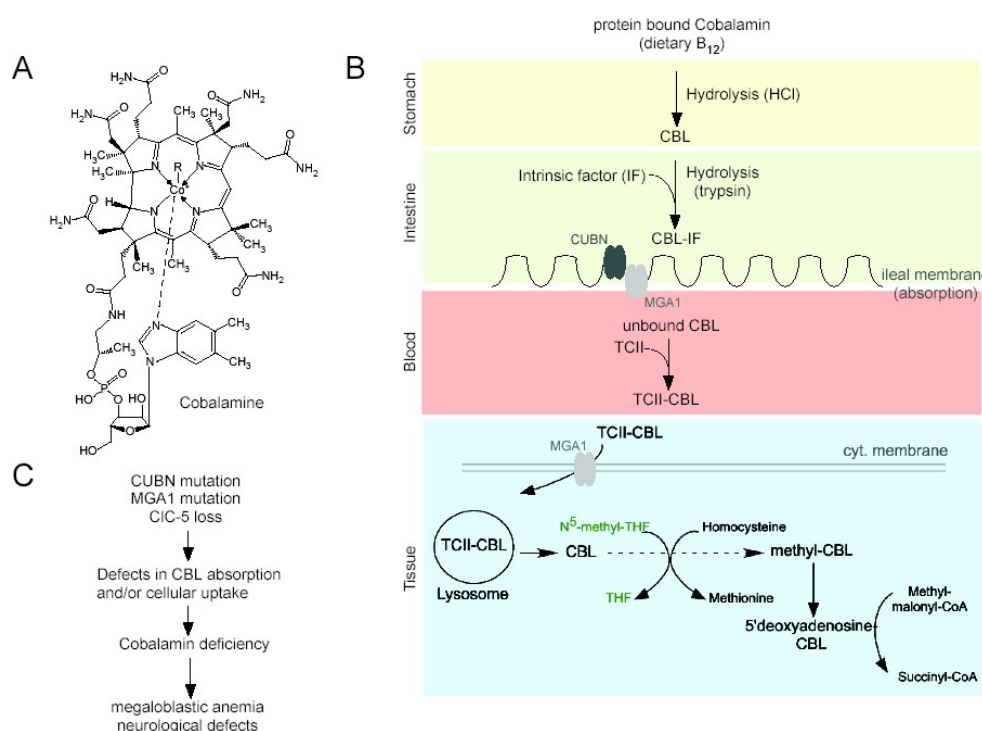 A
H₂N
O
NH₂
O
CH₃
H₃C
O
NH₂
H₃C
H₃C
N
R
N
Co⁺
O
NH₂
H₂N
O
H
N
N
CH₃
CH₃
H₃C
CH₃
CH₃
O
NH₂
O
NH
CH₃
N
CH₃
CH₃
N
O
O
P
HO
O
HO
O
HO
Cobalamine
B
protein bound Cobalamin
(dietary B₁₂)
Stomach
Hydrolysis (HCl)
CBL
Intestine
Intrinsic factor (IF)
Hydrolysis
(trypsin)
CUBN
CBL-IF
MGA1
ileal membrane
(absorption)
Blood
unbound CBL
TCII
TCII-CBL
Tissue
MGA1
TCII-CBL
cyt. membrane
TCII-CBL
Lysosome
CBL
N⁵-methyl-THF
THF
Homocysteine
Methionine
methyl-CBL
5'deoxyadenosine-
CBL
Methyl-
malonyl-CoA
Succinyl-CoA
C
CUBN mutation
MGA1 mutation
ClC-5 loss
Defects in CBL absorption
and/or cellular uptake
Cobalamin deficiency
megaloblastic anemia
neurological defects